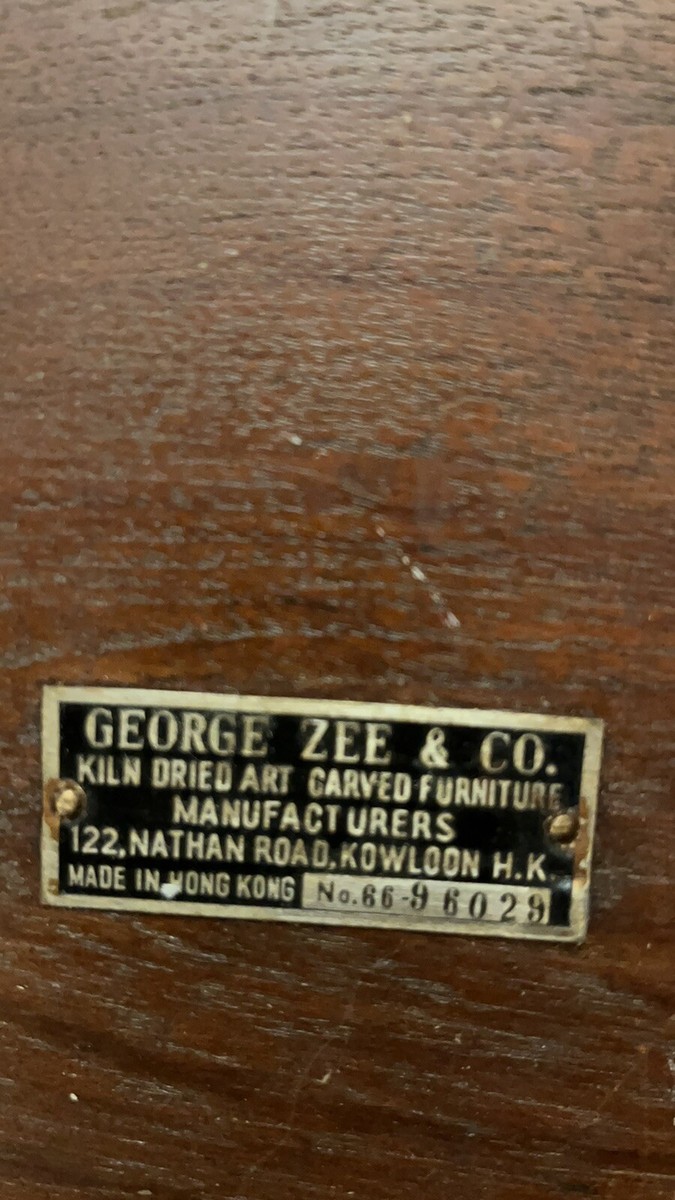 GEORGE ZEE & CO.
KILN DRIED ART CARVED FURNITURE
MANUFACTURERS
122,NATHAN ROAD,KOWLOON H.K.
MADE IN HONG KONG No.66-96029